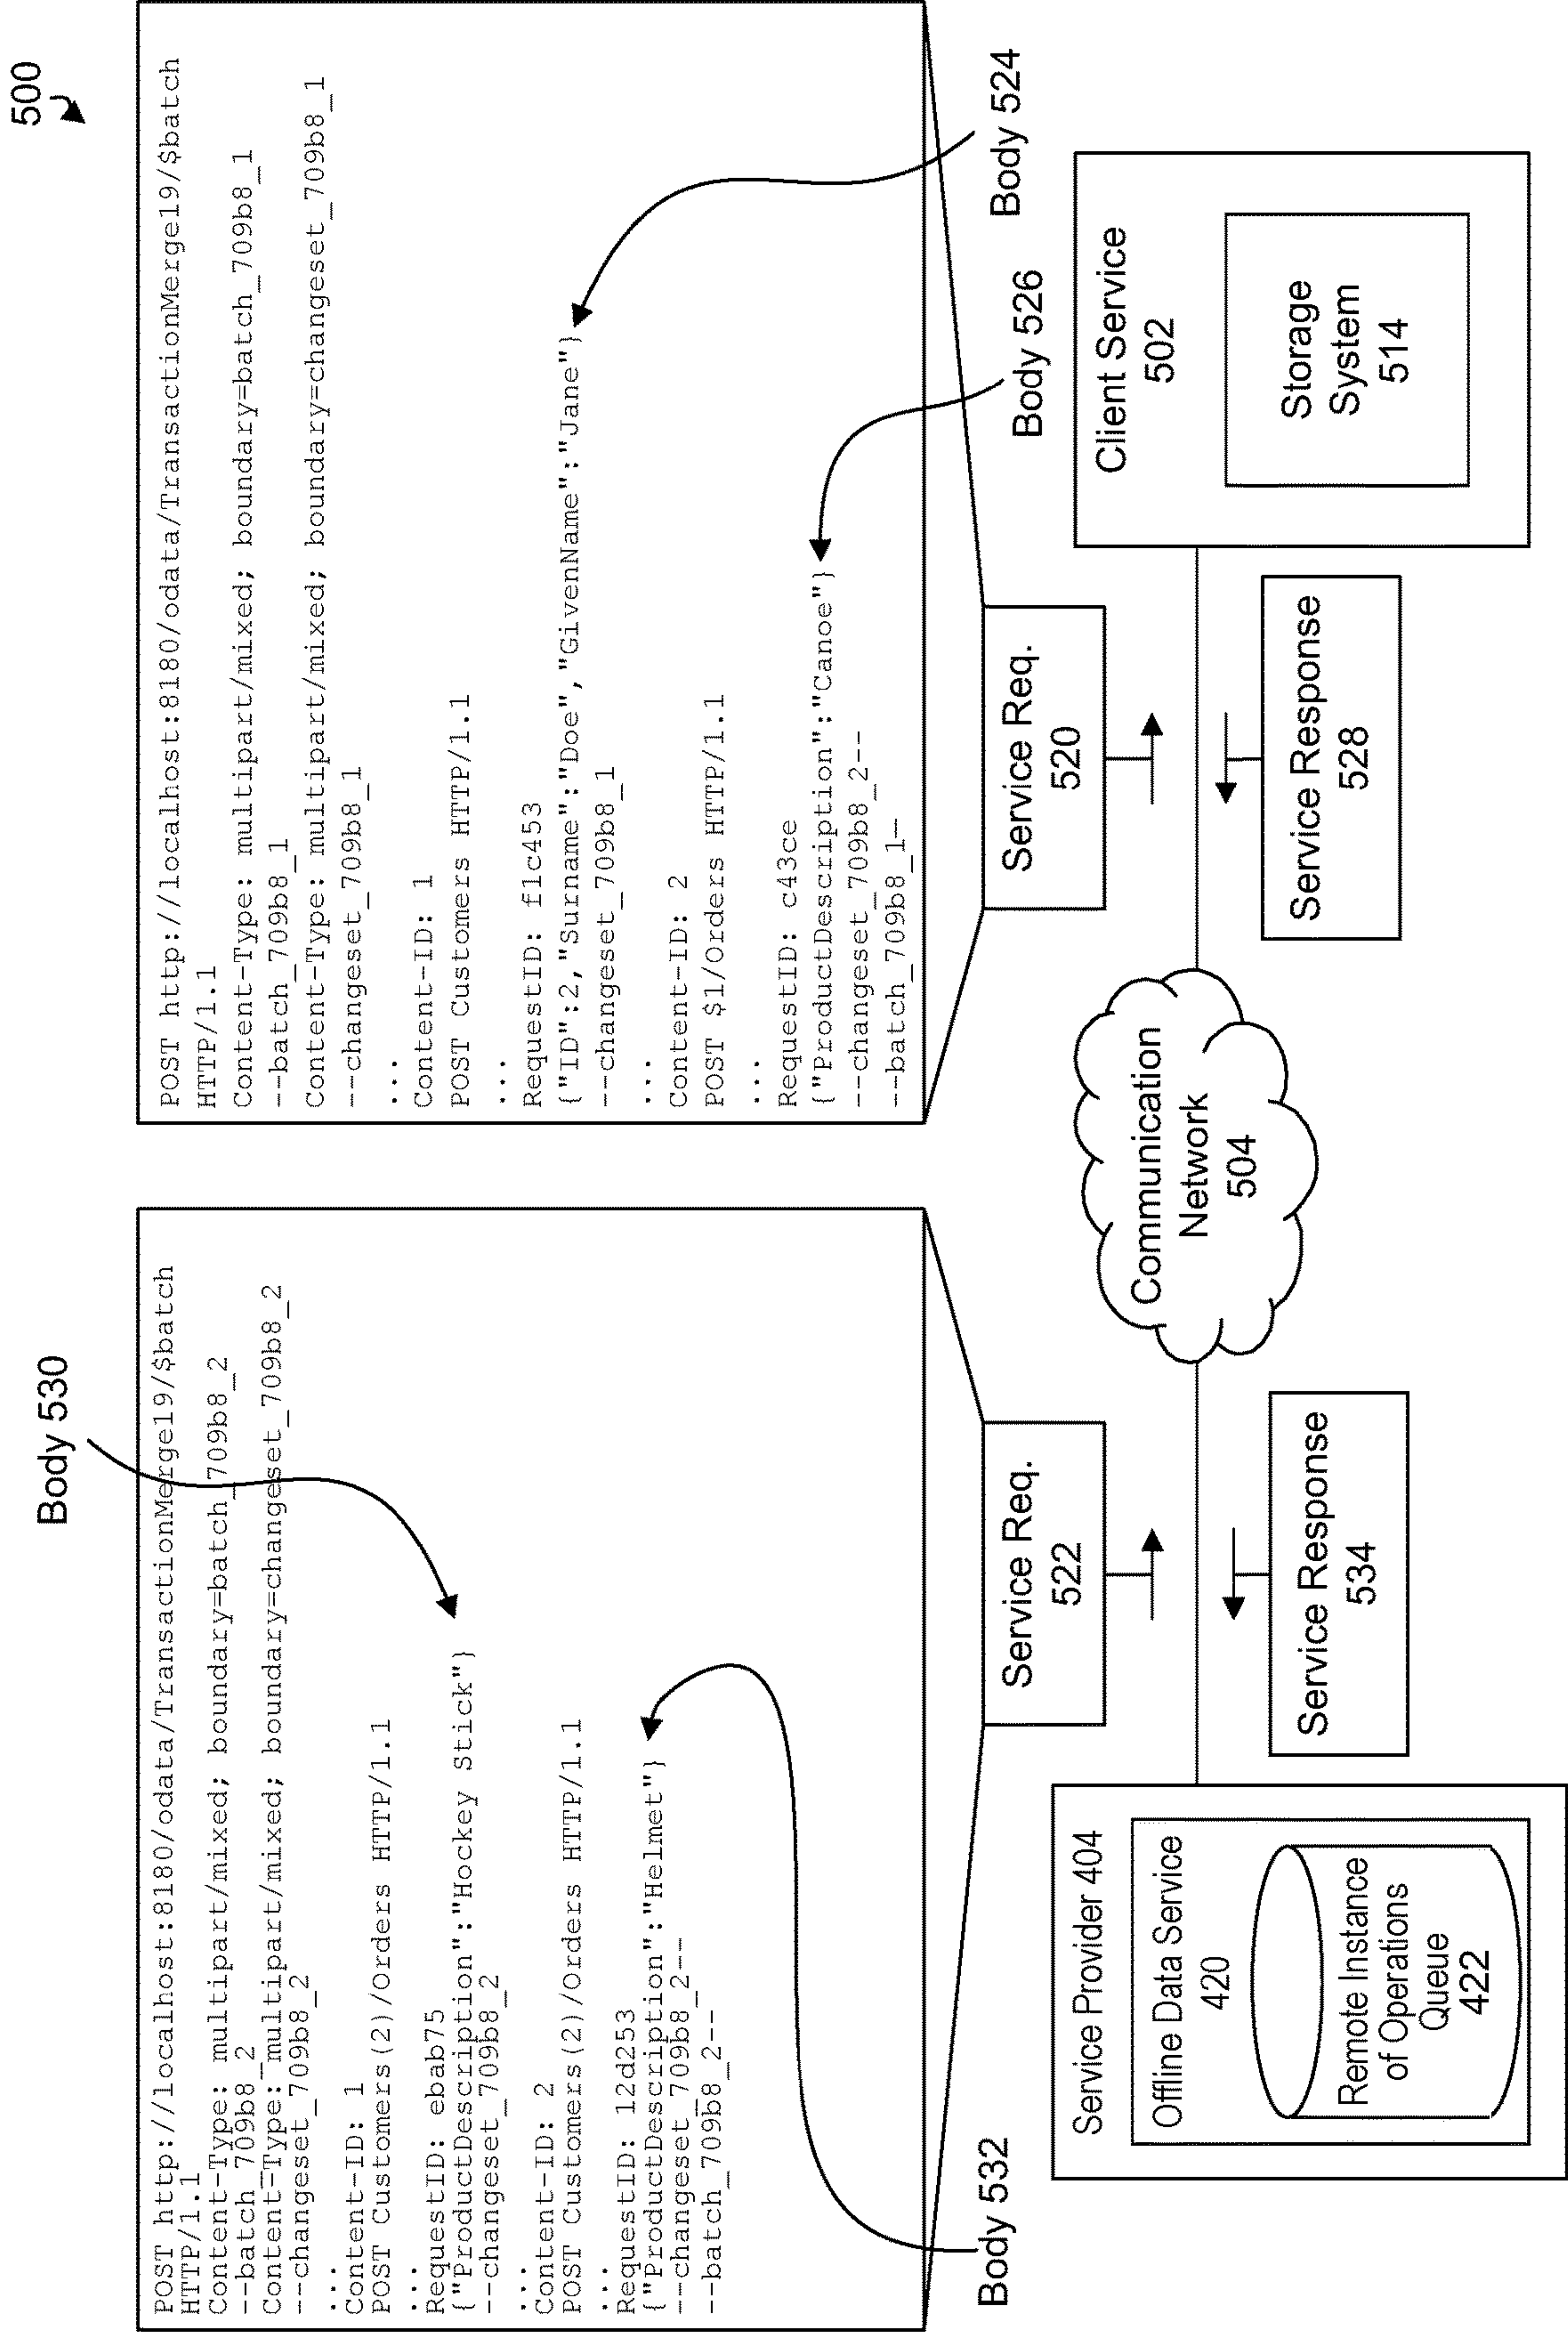 500
Body 530
POST http://localhost:8180/odata/TransactionMerge19/$batch
HTTP/1.1
Content-Type: multipart/mixed; boundary=batch_709b8_2
--batch_709b8_2
Content-Type: multipart/mixed; boundary=changeset_709b8_2
--changeset_709b8_2
...
Content-ID: 1
POST Customers(2)/Orders HTTP/1.1
...
RequestID: ebab75
{"ProductDescription":"Hockey Stick"}
--changeset_709b8_2
...
Content-ID: 2
POST Customers(2)/Orders HTTP/1.1
...
RequestID: 12d253
{"ProductDescription":"Helmet"}
--changeset_709b8_2--
--batch_709b8_2--
Body 532
POST http://localhost:8180/odata/TransactionMerge19/$batch
HTTP/1.1
Content-Type: multipart/mixed; boundary=batch_709b8_1
--batch_709b8_1
Content-Type: multipart/mixed; boundary=changeset_709b8_1
--changeset_709b8_1
...
Content-ID: 1
POST Customers HTTP/1.1
...
RequestID: f1c453
{"ID":2,"Surname":"Doe","GivenName":"Jane"}
--changeset_709b8_1
...
Content-ID: 2
POST $1/Orders HTTP/1.1
...
RequestID: c43ce
{"ProductDescription":"Canoe"}
--changeset_709b8_2--
--batch_709b8_1—
Body 526
Body 524
Service Req.
522
Service Req.
520
Service Provider 404
Offline Data Service
420
Remote Instance
of Operations
Queue
422
Service Response
534
Communication
Network
504
Service Response
528
Client Service
502
Storage
System
514